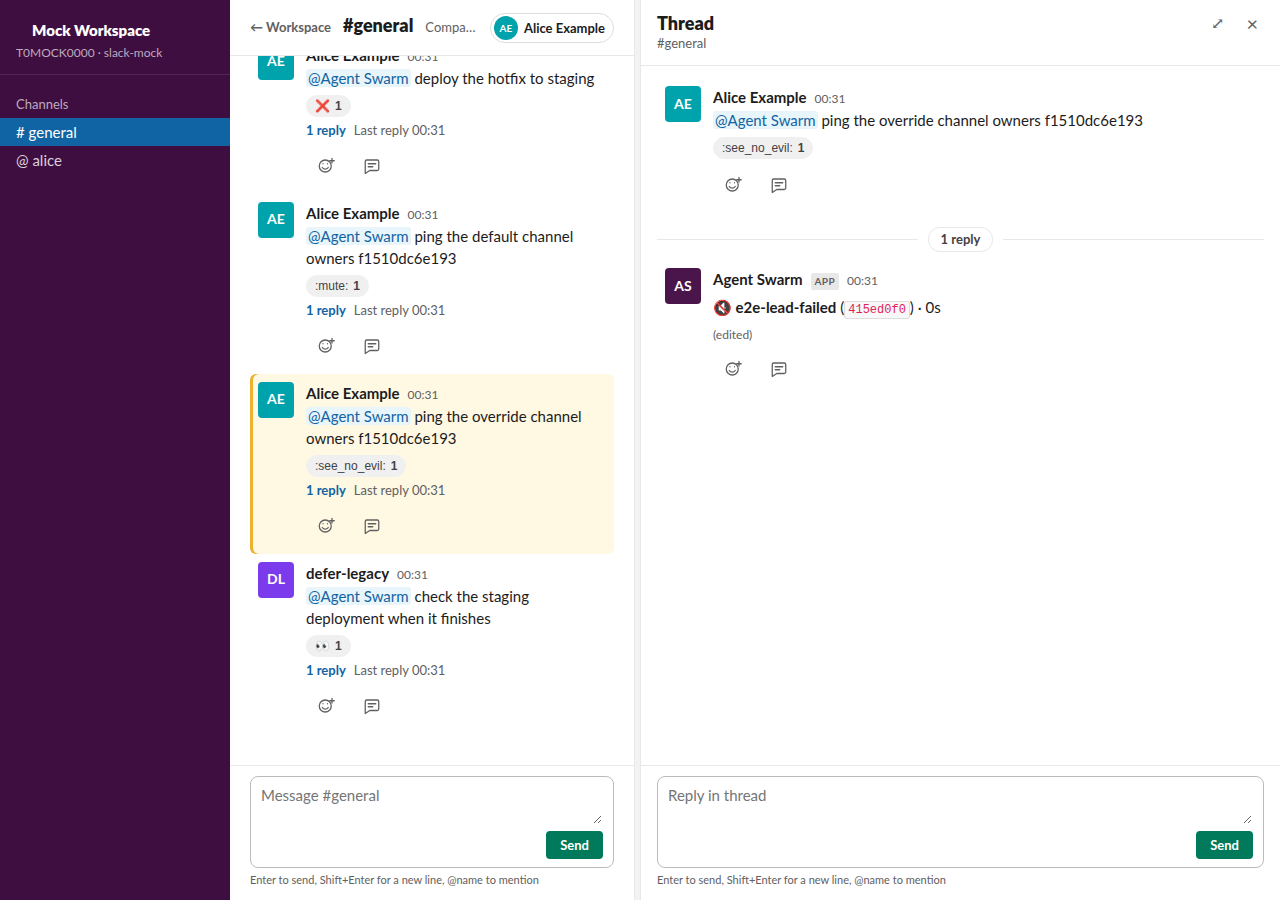 Mock Workspace
T0MOCK0000 · slack-mock
Channels
# general
@ alice
← Workspace #general Compa... AE Alice Example
AE Alice Example 00:31
@Agent Swarm deploy the hotfix to staging
❌ 1
1 reply Last reply 00:31
AE Alice Example 00:31
@Agent Swarm ping the default channel
owners f1510dc6e193
:mute: 1
1 reply Last reply 00:31
AE Alice Example 00:31
@Agent Swarm ping the override channel
owners f1510dc6e193
:see_no_evil: 1
1 reply Last reply 00:31
DL defer-legacy 00:31
@Agent Swarm check the staging
deployment when it finishes
👀 1
1 reply Last reply 00:31
Message #general
Send
Enter to send, Shift+Enter for a new line, @name to mention
Thread
#general
AE Alice Example 00:31
@Agent Swarm ping the override channel owners f1510dc6e193
:see_no_evil: 1
1 reply
AS Agent Swarm APP 00:31
🔇 e2e-lead-failed (415ed0f0) · 0s
(edited)
Reply in thread
Send
Enter to send, Shift+Enter for a new line, @name to mention